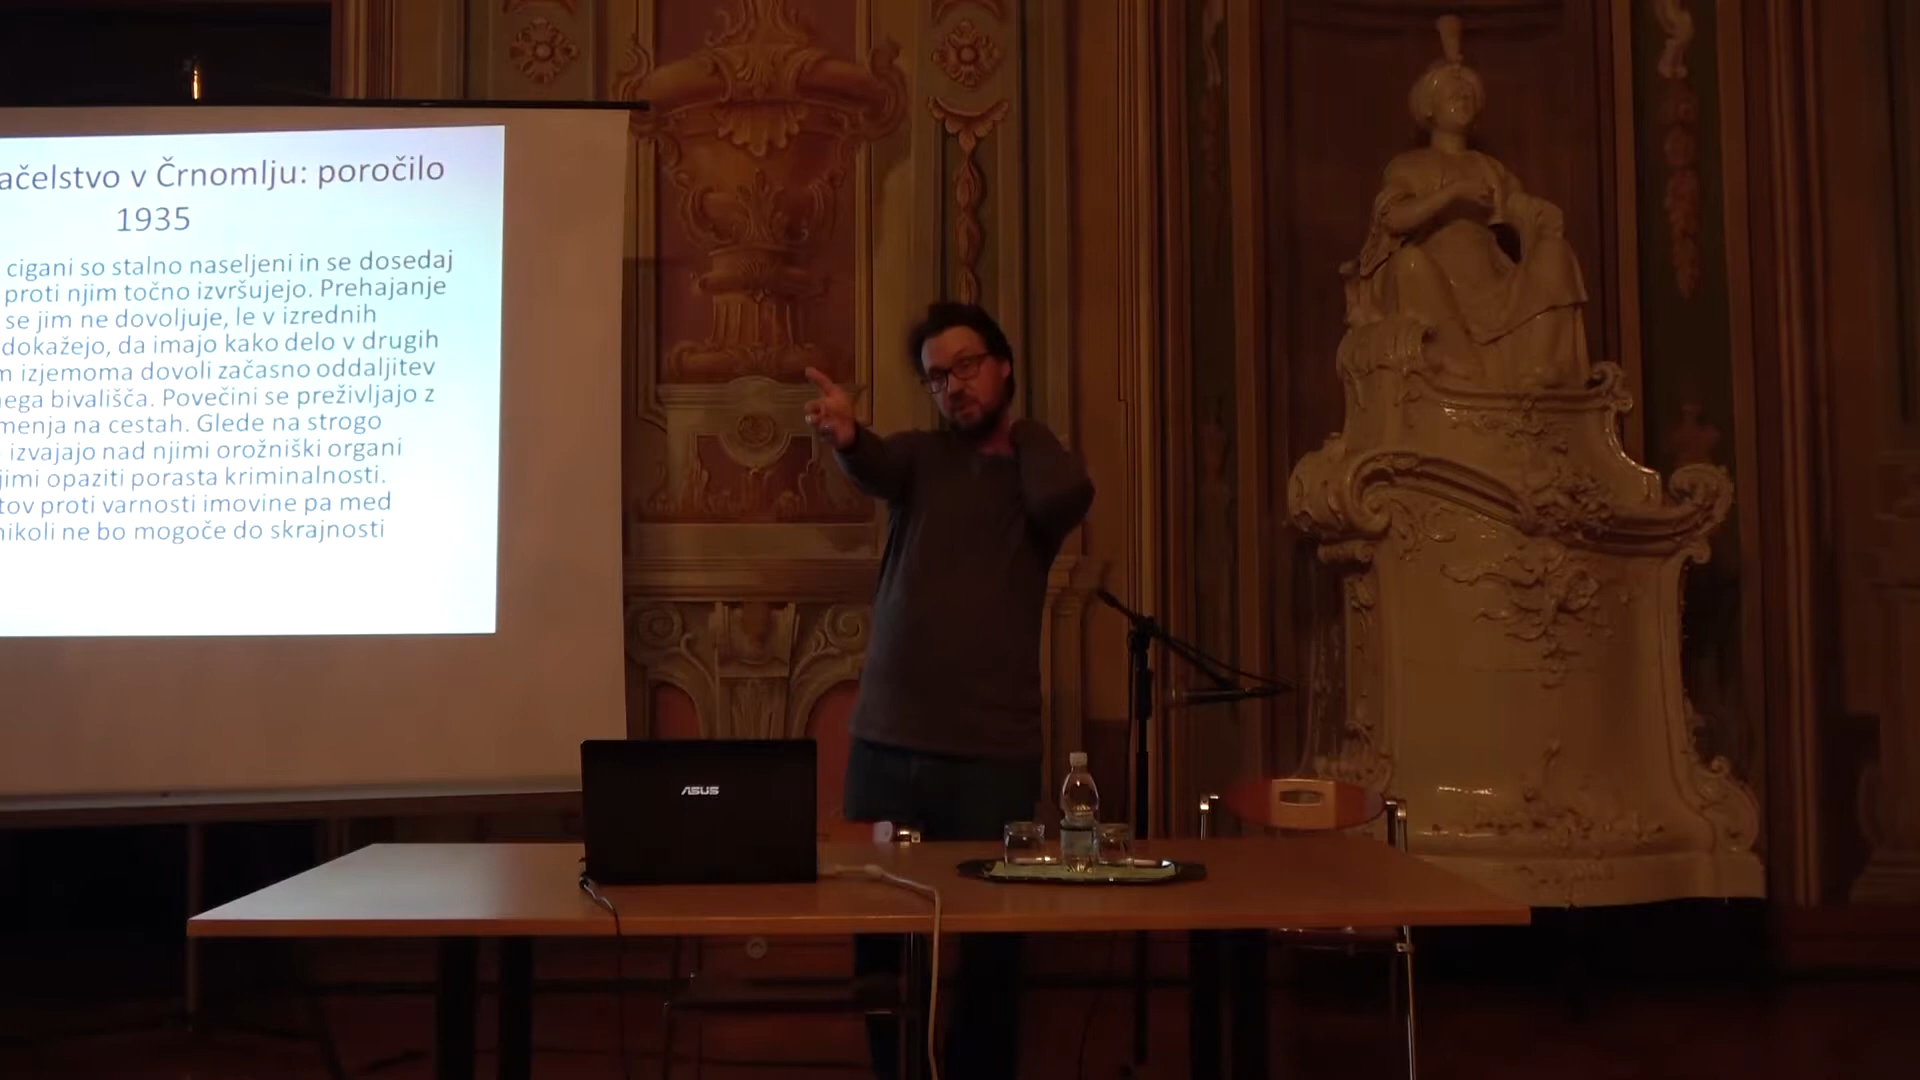 ačelstvo v Črnomlju: poročilo
1935
cigani so stalno naseljeni in se dosedaj
proti njim točno izvršujejo. Prehajanje
se jim ne dovoljuje, le v izrednih
dokažejo, da imajo kako delo v drugih
m izjemoma dovoli začasno oddaljitev
ega bivališča. Povečini se preživljajo z
menja na cestah. Glede na strogo
izvajajo nad njimi orožniški organi
jimi opaziti porasta kriminalnosti.
tov proti varnosti imovine pa med
nikoli ne bo mogoče do skrajnosti
ASUS